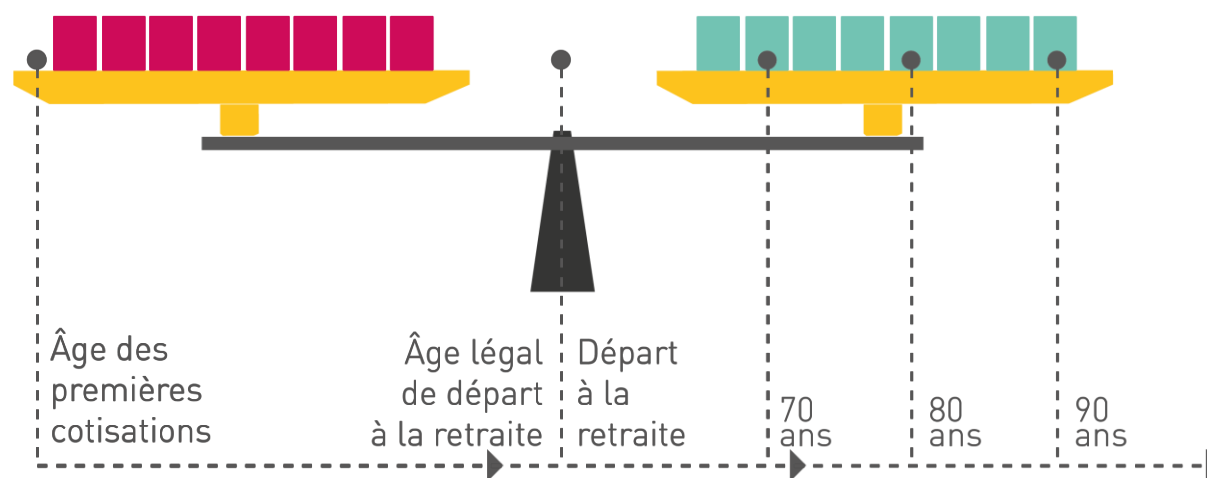 Âge des
premières
cotisations
Âge légal
de départ
à la retraite
Départ
à la
retraite
70
ans
80
ans
90
ans